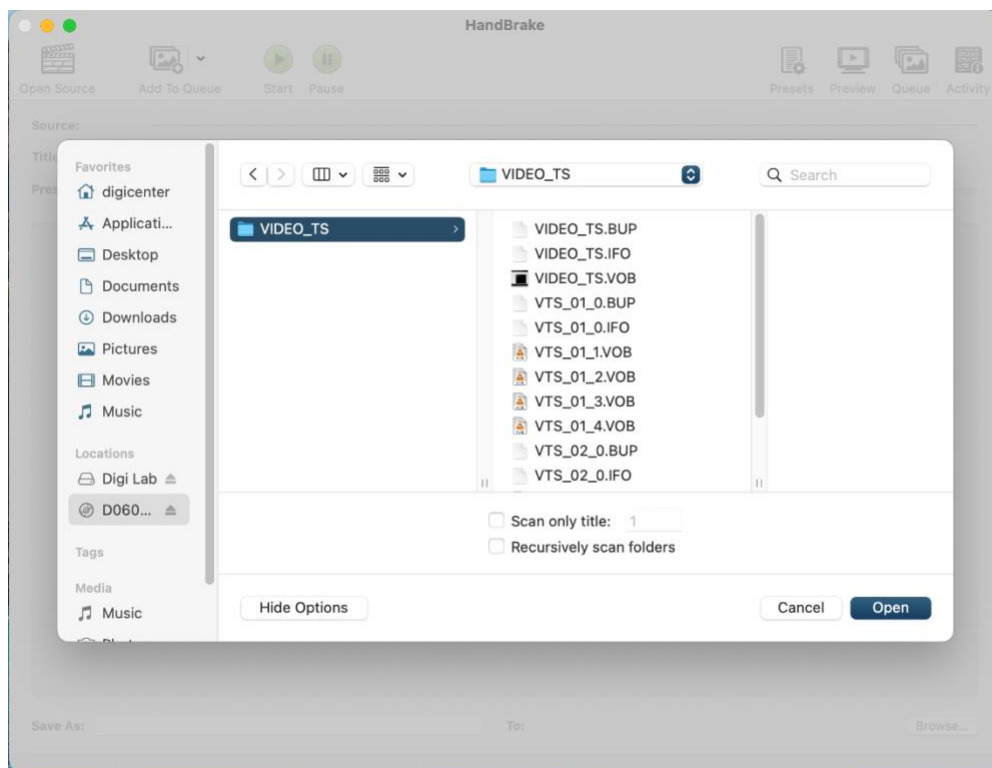 HandBrake
Open Source Add To Queue Start Pause Presets Preview Queue Activity
Source:
Title
Pres
Favorites
digicenter
Applicati...
Desktop
Documents
Downloads
Pictures
Movies
Music
Locations
Digi Lab
D060...
Tags
Media
Music
VIDEO_TS
Search
VIDEO_TS
VIDEO_TS.BUP
VIDEO_TS.IFO
VIDEO_TS.VOB
VTS_01_0.BUP
VTS_01_0.IFO
VTS_01_1.VOB
VTS_01_2.VOB
VTS_01_3.VOB
VTS_01_4.VOB
VTS_02_0.BUP
VTS_02_0.IFO
Scan only title: 1
Recursively scan folders
Hide Options Cancel Open
Save As: To: Browse...